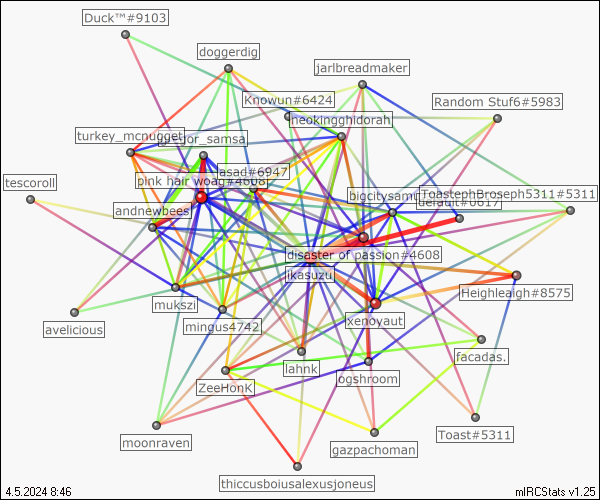 Duck™#9103
doggerdig
jarlbreadmaker
Knowun#6424
Random Stuf6#5983
neoKingghidorah
turkey_mcnugget
gregor_samsa
asad#6947
tescoroll
pink hair woag#4608
bigcitysamu
ToastephBroseph5311#5311
default#0617
andnewbees
disaster of passion#4608
ikasuzu
mukszi
Heighleaigh#8575
avelicious
mingus4742
xenoyaut
facadas.
lahnk
ogshroom
ZeeHonK
moonraven
gazpachoman
Toast#5311
thiccusboiusalexusjoneus
4.5.2024 8:46
mIRCStats v1.25